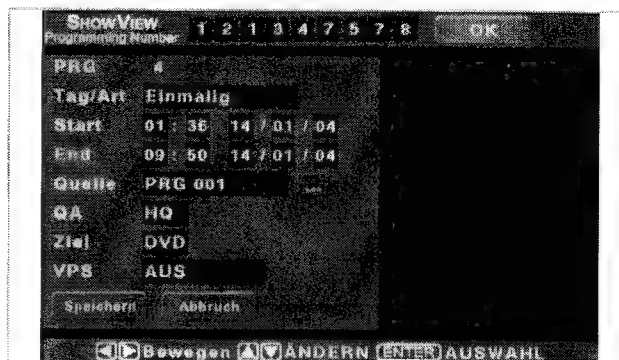 SHOWVIEW
Programming Number 1 2 1 3 4 7 5 7 8 OK
PRG 4
Tag/Art Einmalig
Start 01 : 35 14 / 01 / 04
End 09 : 50 14 / 01 / 04
Quelle PRG 001
QA HQ
Ziel DVD
VPS AUS
Speichern Abbruch
Bewegen ÄNDERN ENTER AUSWAHL